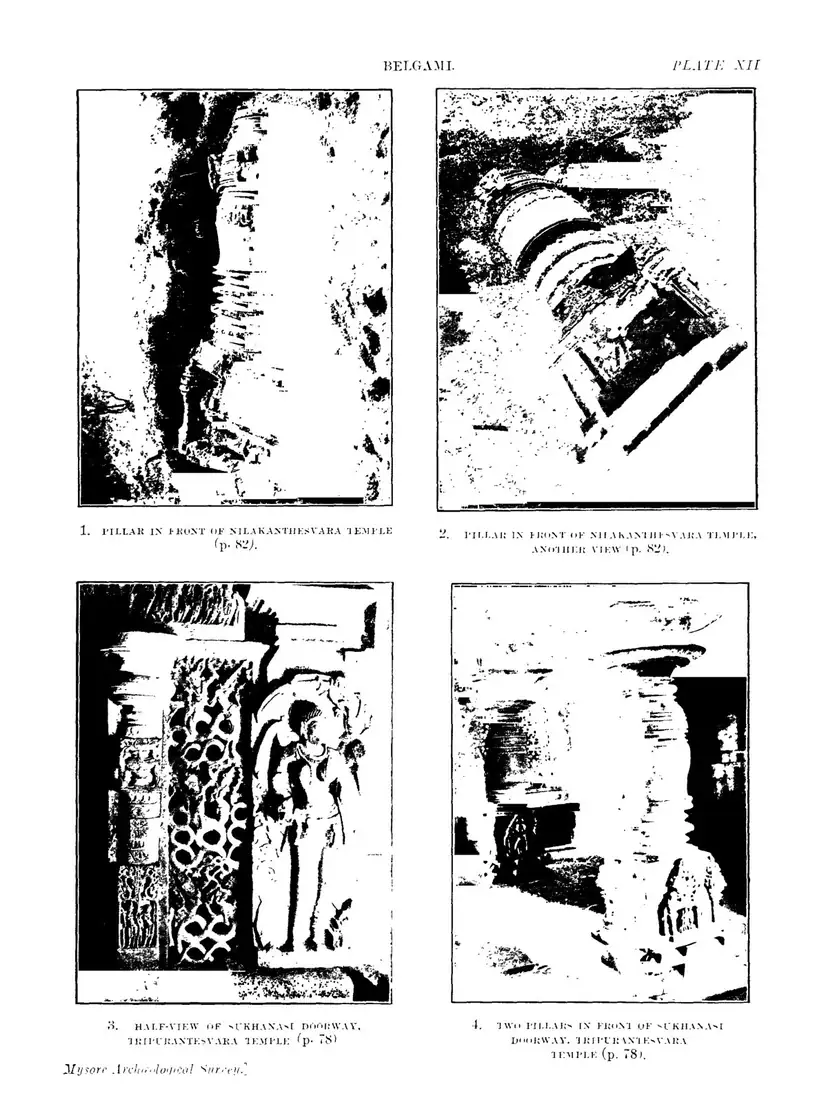 BELGAMI.
PLATE XII
1. PILLAR IN FRONT OF NILAKANTHESVARA TEMPLE
(p. 82).
2. PILLAR IN FRONT OF NILAKANTHESVARA TEMPLE,
ANOTHER VIEW (p. 82).
3. HALF-VIEW OF SUKHANASI DOORWAY,
TRIPURANTESVARA TEMPLE (p. 78)
4. TWO PILLARS IN FRONT OF SUKHANASI
DOORWAY, TRIPURANTESVARA
TEMPLE (p. 78).
Mysore Archæological Survey.]